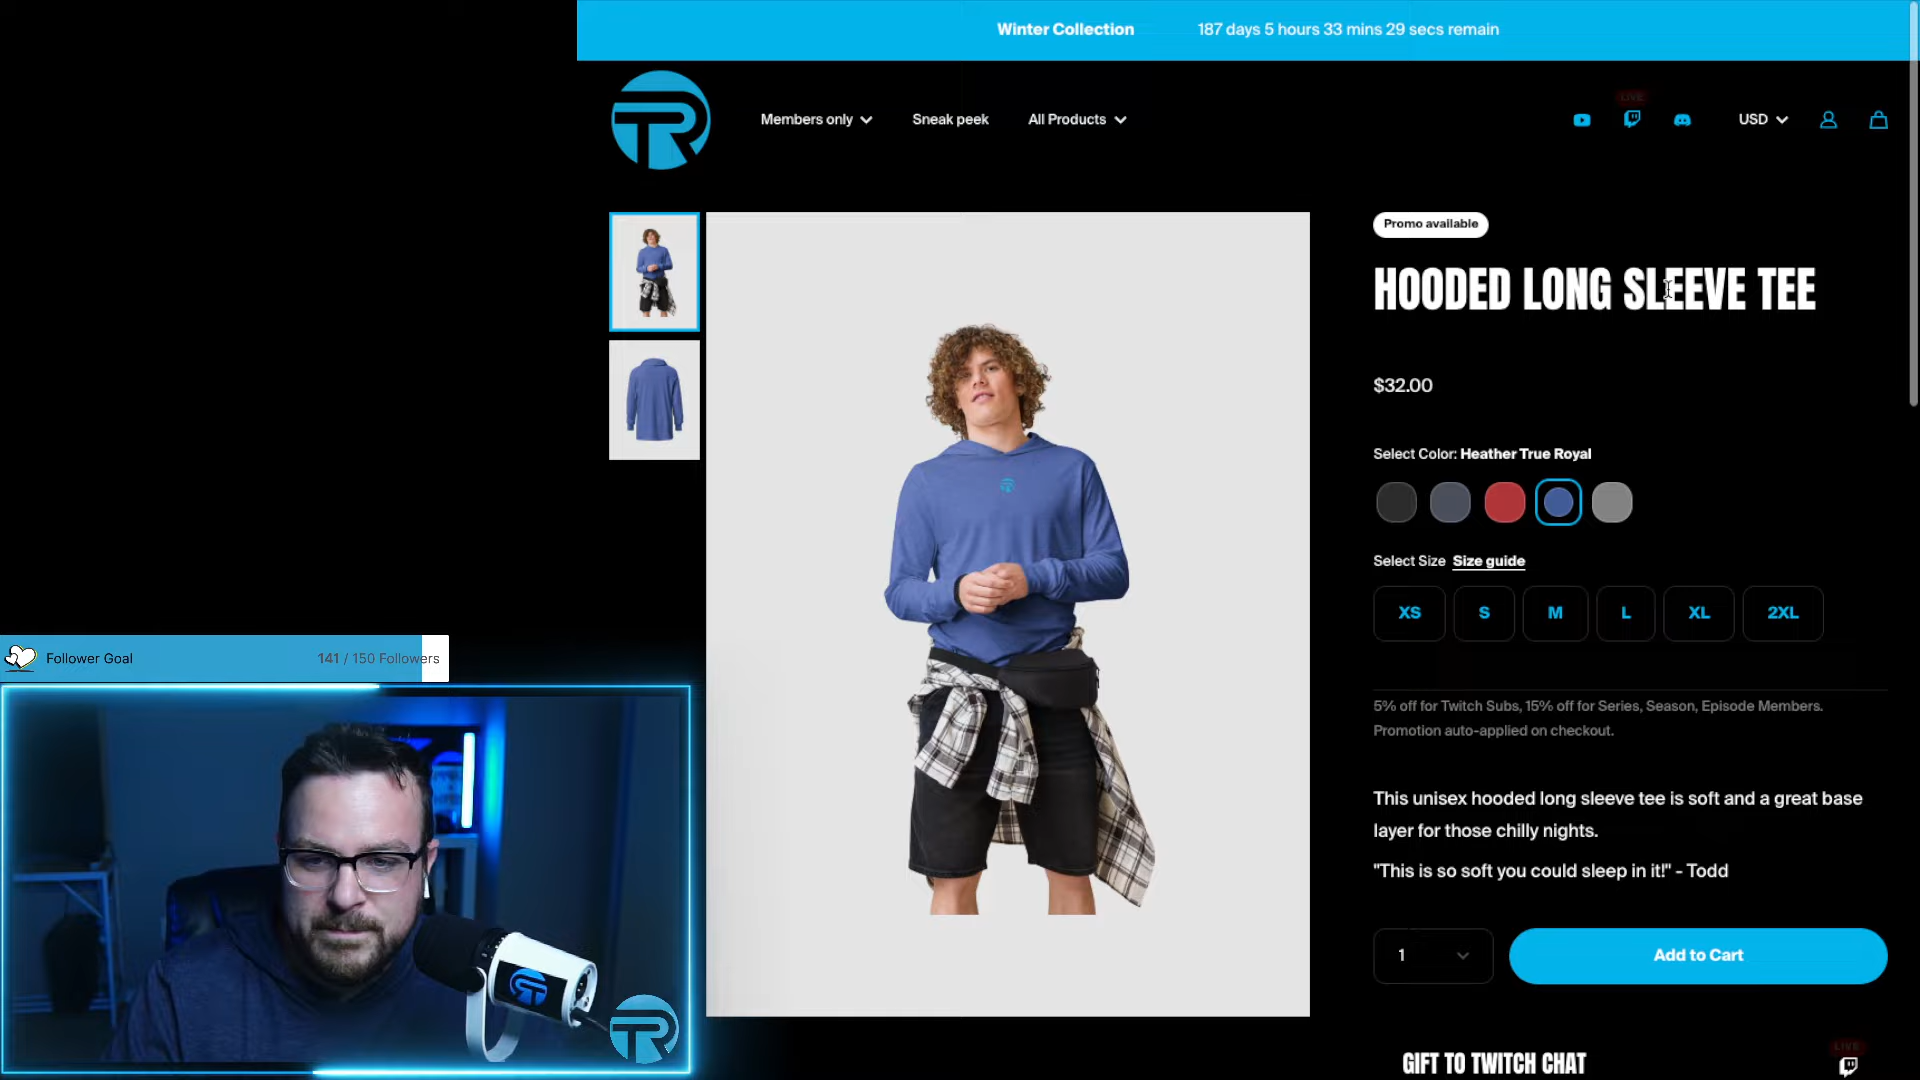 Winter Collection 187 days 5 hours 33 mins 29 secs remain
TR
Members only
Sneak peek
All Products
LIVE
USD
Promo available
HOODED LONG SLEEVE TEE
$32.00
Select Color: Heather True Royal
Select Size Size guide
XS S M L XL 2XL
5% off for Twitch Subs, 15% off for Series, Season, Episode Members.
Promotion auto-applied on checkout.
This unisex hooded long sleeve tee is soft and a great base
layer for those chilly nights.
"This is so soft you could sleep in it!" - Todd
1
Add to Cart
GIFT TO TWITCH CHAT
LIVE
Follower Goal 141 / 150 Followers
TR